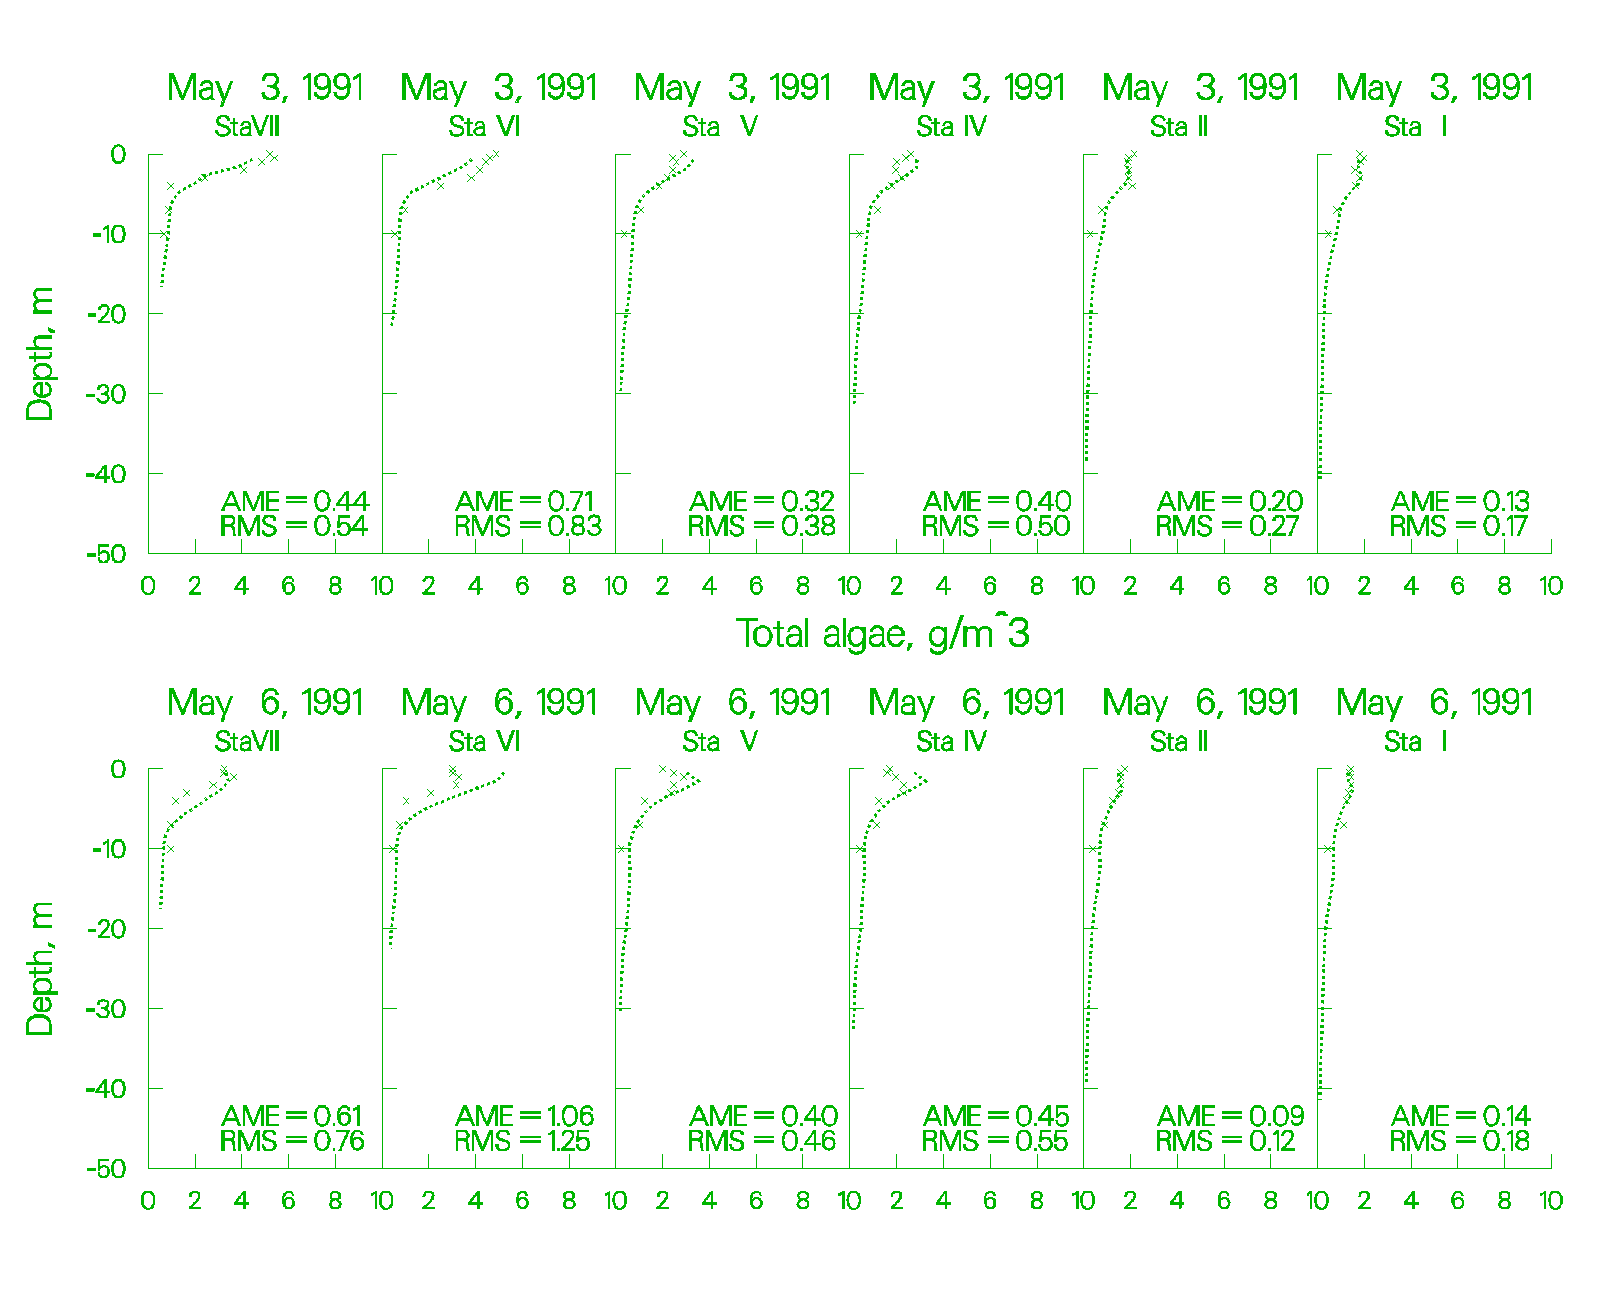 May 3, 1991 May 3, 1991 May 3, 1991 May 3, 1991 May 3, 1991 May 3, 1991
StaVII Sta VI Sta V Sta IV Sta II Sta I
0
-10
-20
-30
-40
-50
Depth, m
AME = 0.44 AME = 0.71 AME = 0.32 AME = 0.40 AME = 0.20 AME = 0.13
RMS = 0.54 RMS = 0.83 RMS = 0.38 RMS = 0.50 RMS = 0.27 RMS = 0.17
0 2 4 6 8 10 2 4 6 8 10 2 4 6 8 10 2 4 6 8 10 2 4 6 8 10 2 4 6 8 10
Total algae, g/m^3
May 6, 1991 May 6, 1991 May 6, 1991 May 6, 1991 May 6, 1991 May 6, 1991
StaVII Sta VI Sta V Sta IV Sta II Sta I
0
-10
-20
-30
-40
-50
Depth, m
AME = 0.61 AME = 1.06 AME = 0.40 AME = 0.45 AME = 0.09 AME = 0.14
RMS = 0.76 RMS = 1.25 RMS = 0.46 RMS = 0.55 RMS = 0.12 RMS = 0.18
0 2 4 6 8 10 2 4 6 8 10 2 4 6 8 10 2 4 6 8 10 2 4 6 8 10 2 4 6 8 10